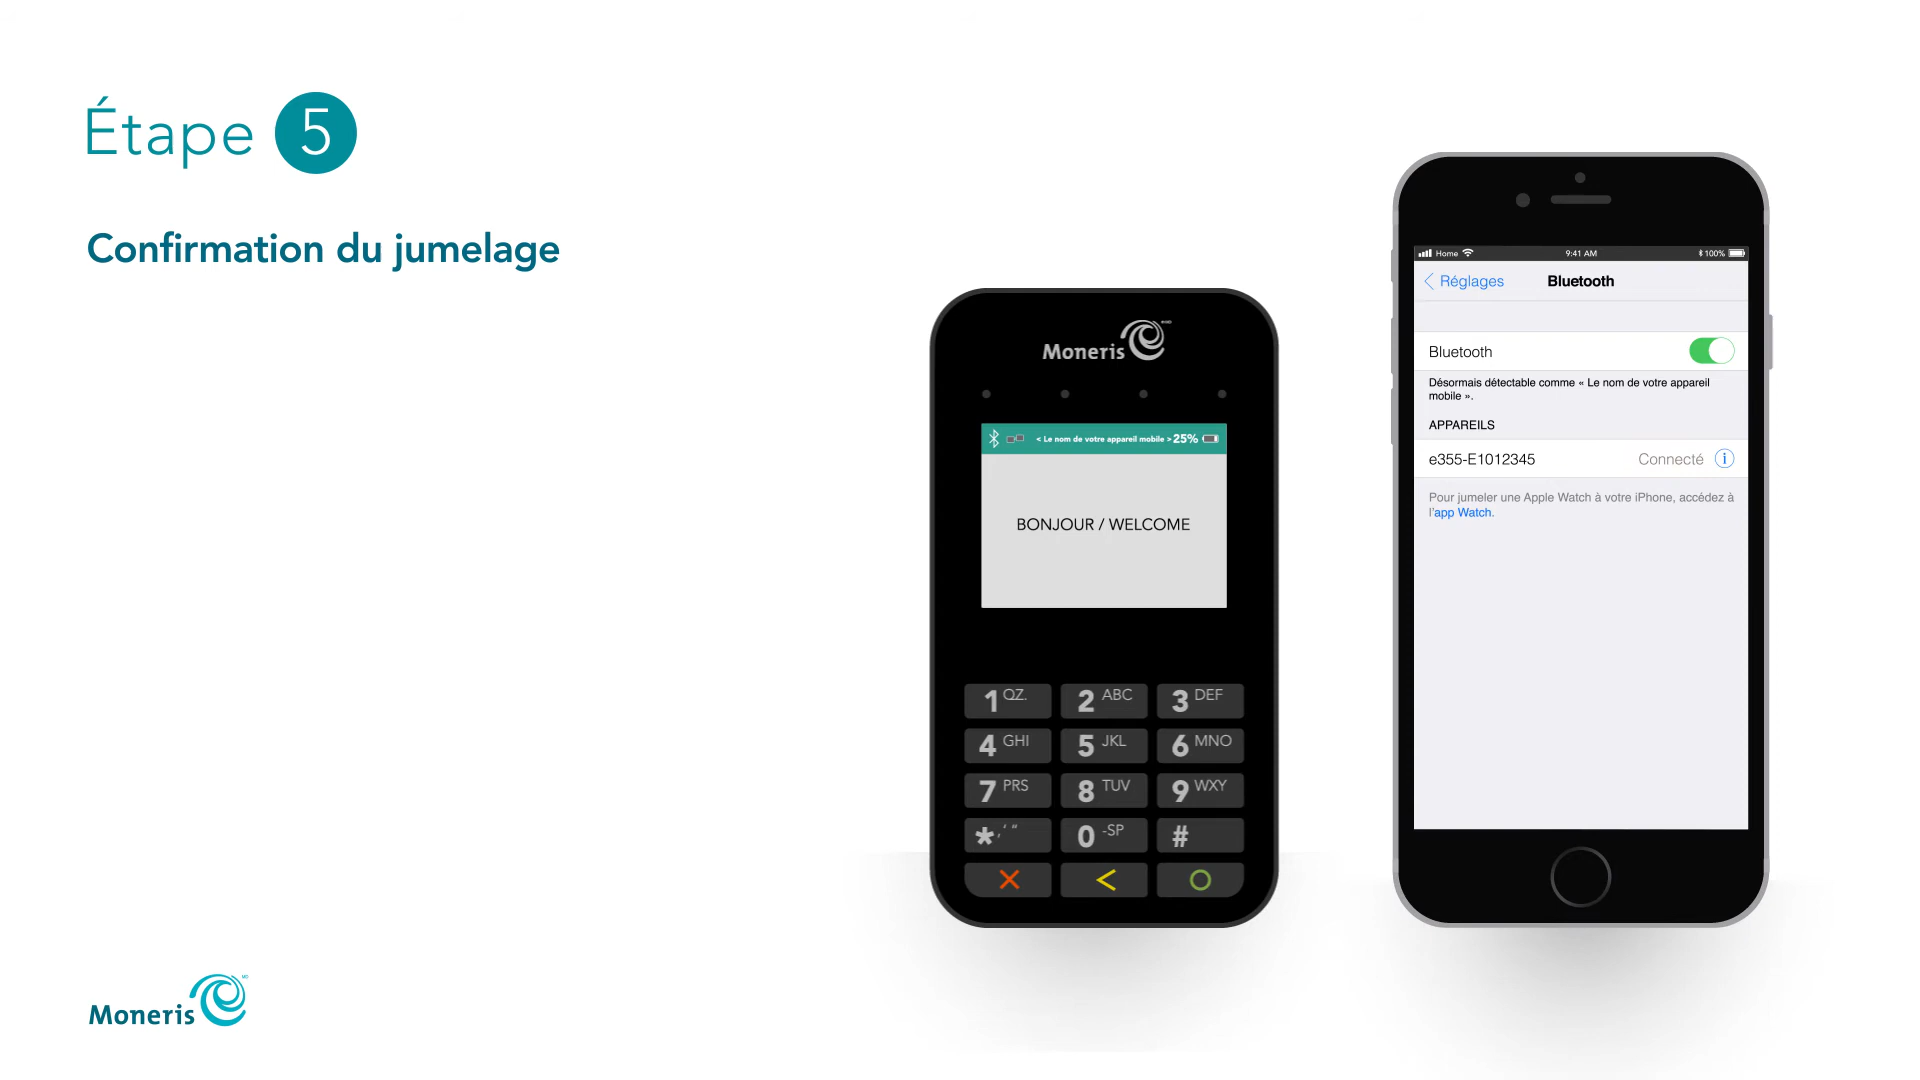 Étape 5
Confirmation du jumelage
Moneris
< Le nom de votre appareil mobile > 25%
BONJOUR / WELCOME
1 QZ. 2 ABC 3 DEF
4 GHI 5 JKL 6 MNO
7 PRS 8 TUV 9 WXY
* ,‘ “ 0 -SP #
Home 9:41 AM 100%
Réglages Bluetooth
Bluetooth
Désormais détectable comme « Le nom de votre appareil
mobile ».
APPAREILS
e355-E1012345 Connecté i
Pour jumeler une Apple Watch à votre iPhone, accédez à
l’app Watch.
Moneris MD